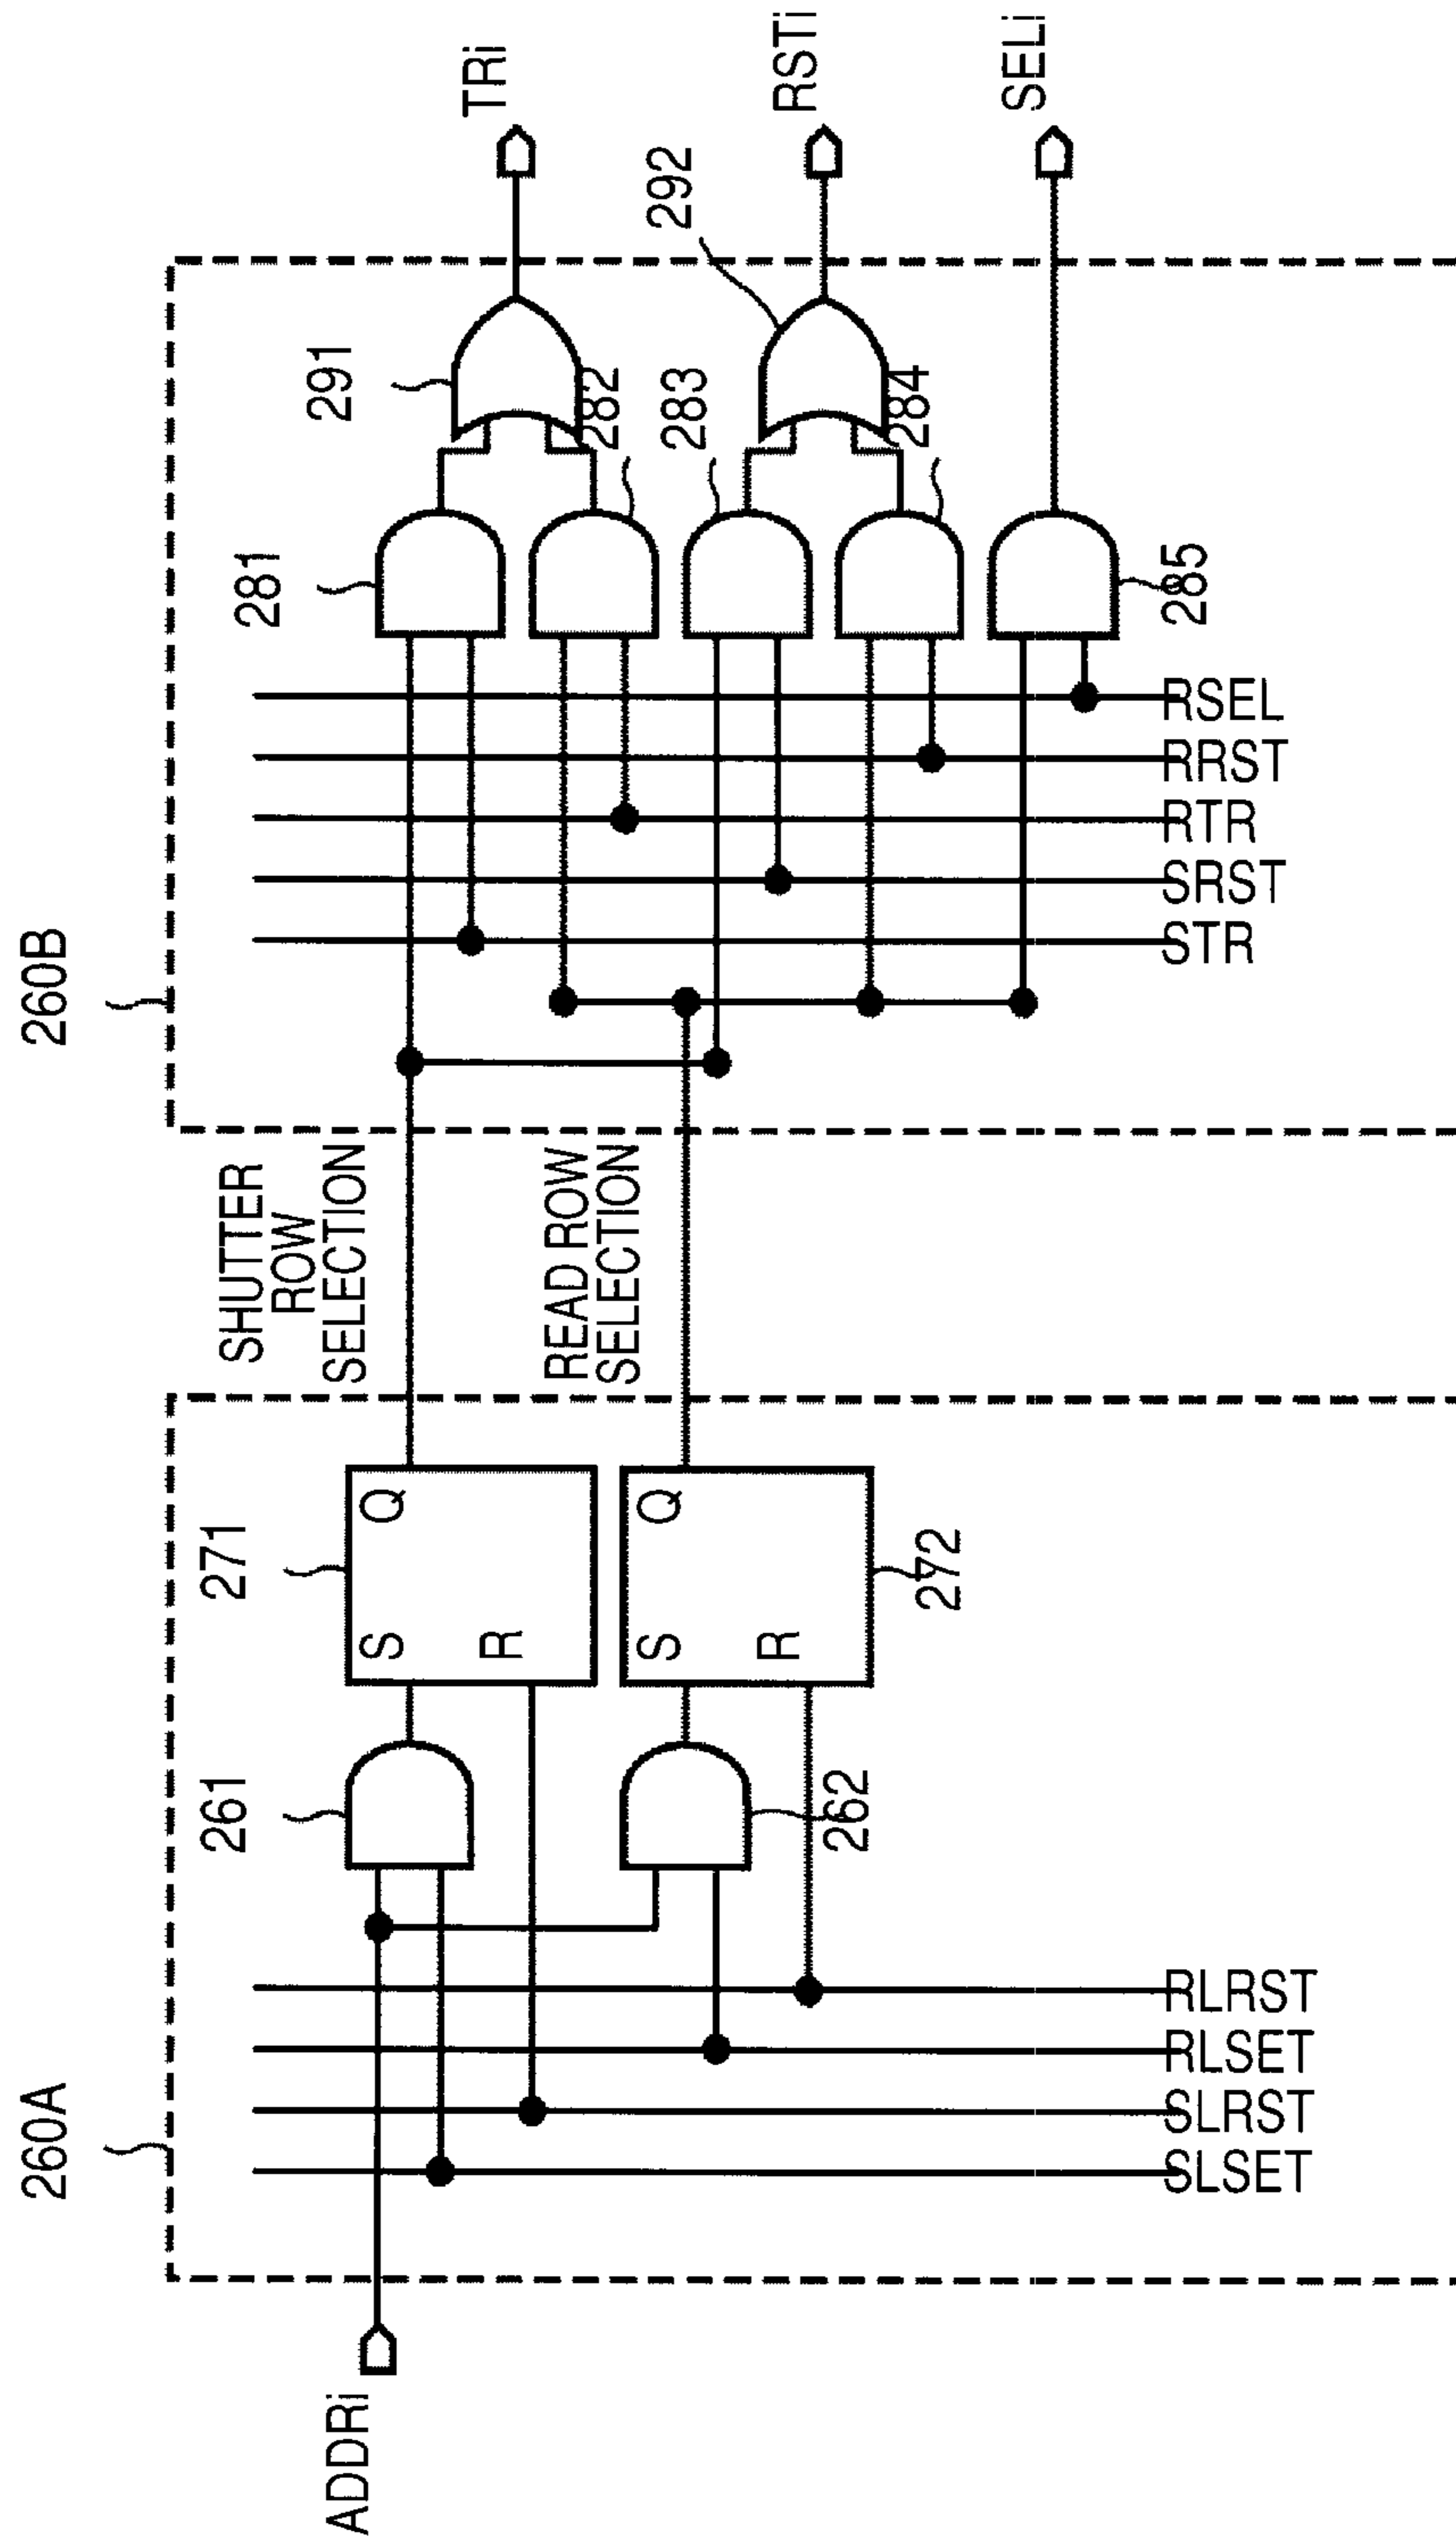 260A
260B
ADDRi
261
271
SHUTTER
ROW
SELECTION
281
291
TRi
S
Q
R
282
READ ROW
SELECTION
283
292
RSTi
262
S
Q
R
272
284
SELi
285
SLSET
SLRST
RLSET
RLRST
STR
SRST
RTR
RRST
RSEL